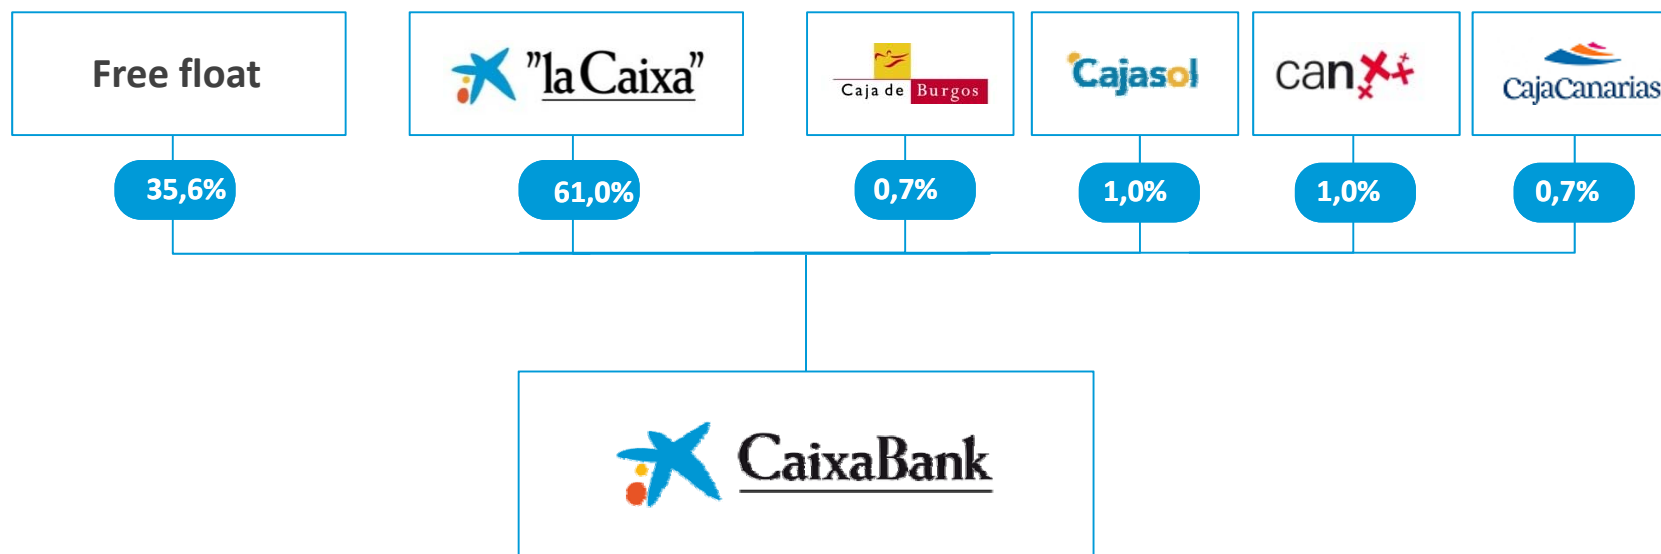 Free float
"la Caixa"
Caja de Burgos
Cajasol
can
CajaCanarias
35,6%
61,0%
0,7%
1,0%
1,0%
0,7%
CaixaBank